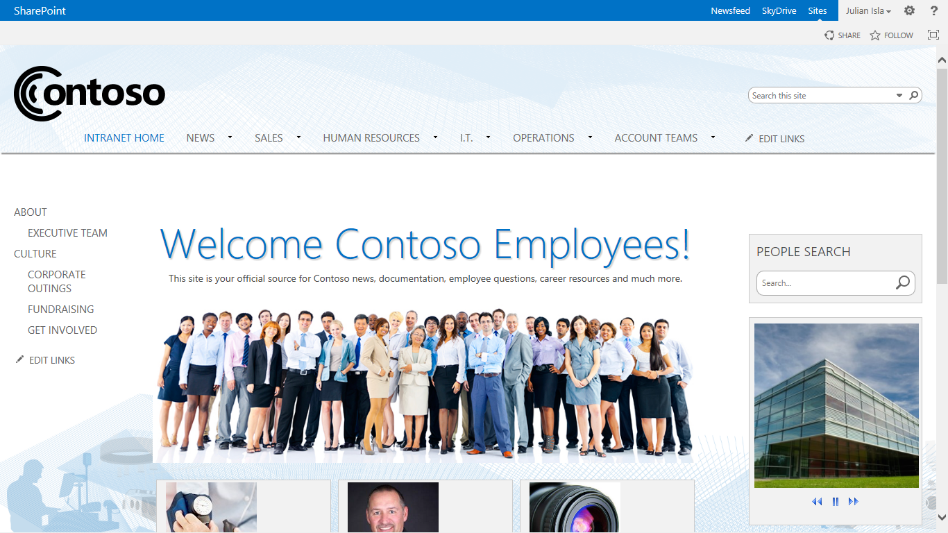 SharePoint
Newsfeed SkyDrive Sites Julian Isla ?
SHARE FOLLOW
Contoso
Search this site
INTRANET HOME NEWS SALES HUMAN RESOURCES I.T. OPERATIONS ACCOUNT TEAMS EDIT LINKS
ABOUT
EXECUTIVE TEAM
CULTURE
CORPORATE
OUTINGS
FUNDRAISING
GET INVOLVED
EDIT LINKS
Welcome Contoso Employees!
This site is your official source for Contoso news, documentation, employee questions, career resources and much more.
PEOPLE SEARCH
Search...